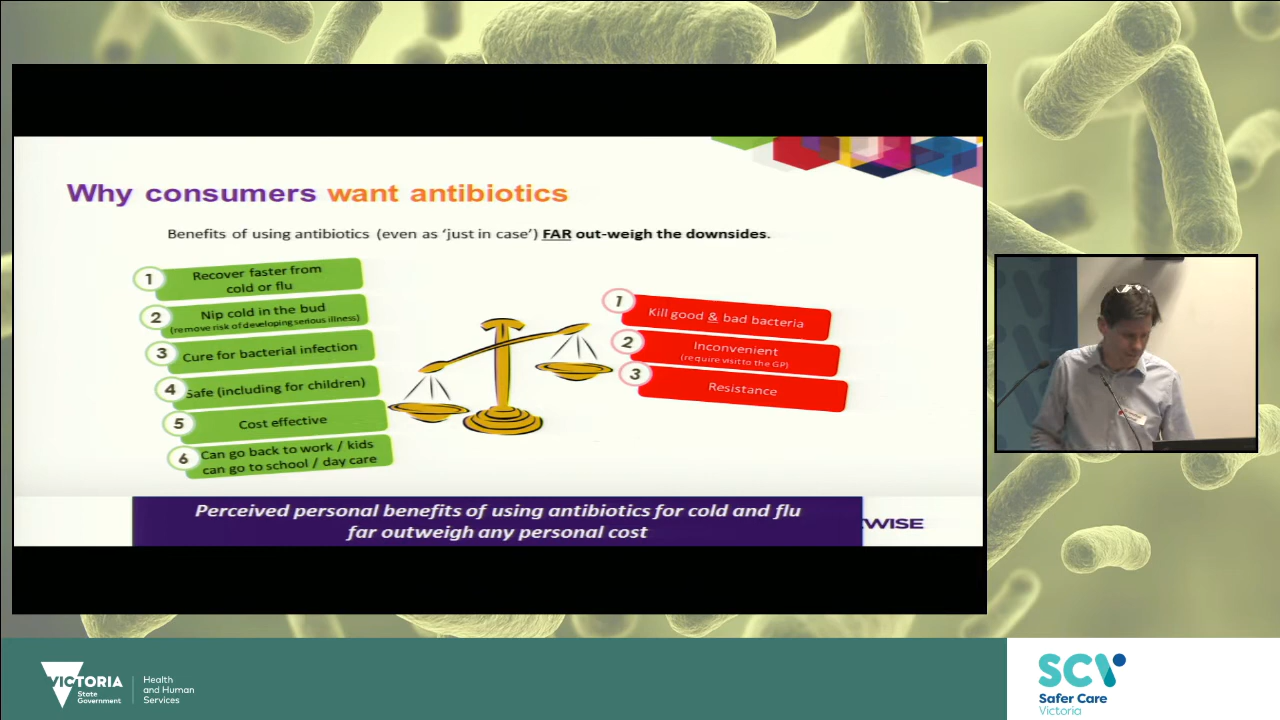 Why consumers want antibiotics
Benefits of using antibiotics (even as 'just in case') FAR out-weigh the downsides.
1
Recover faster from
cold or flu
2
Nip cold in the bud
(remove risk of developing serious illness)
3
Cure for bacterial infection
4
Safe (including for children)
5
Cost effective
6
Can go back to work / kids
can go to school / day care
1
Kill good & bad bacteria
2
Inconvenient
(require visit to the GP)
3
Resistance
Perceived personal benefits of using antibiotics for cold and flu
far outweigh any personal cost
WISE
VICTORIA
State
Government
Health
and Human
Services
SCV
Safer Care
Victoria